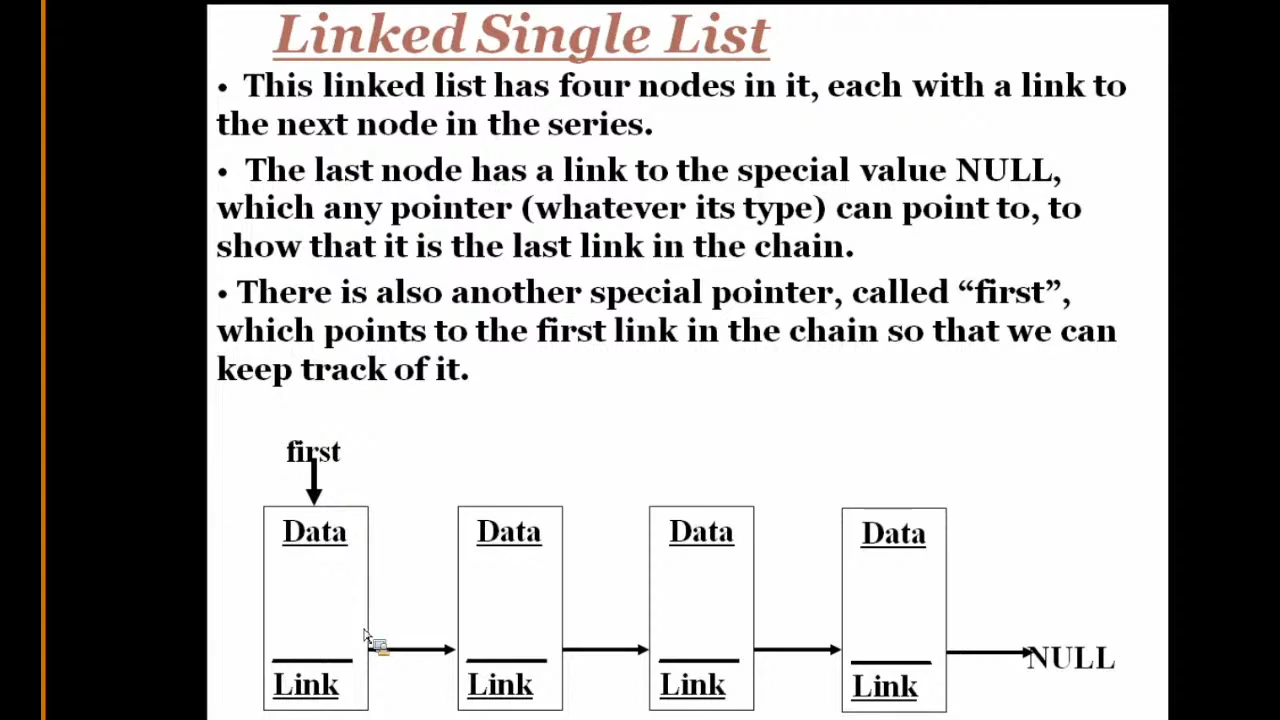 Linked Single List
• This linked list has four nodes in it, each with a link to
the next node in the series.
• The last node has a link to the special value NULL,
which any pointer (whatever its type) can point to, to
show that it is the last link in the chain.
• There is also another special pointer, called “first”,
which points to the first link in the chain so that we can
keep track of it.
first
Data Data Data Data
NULL
Link Link Link Link